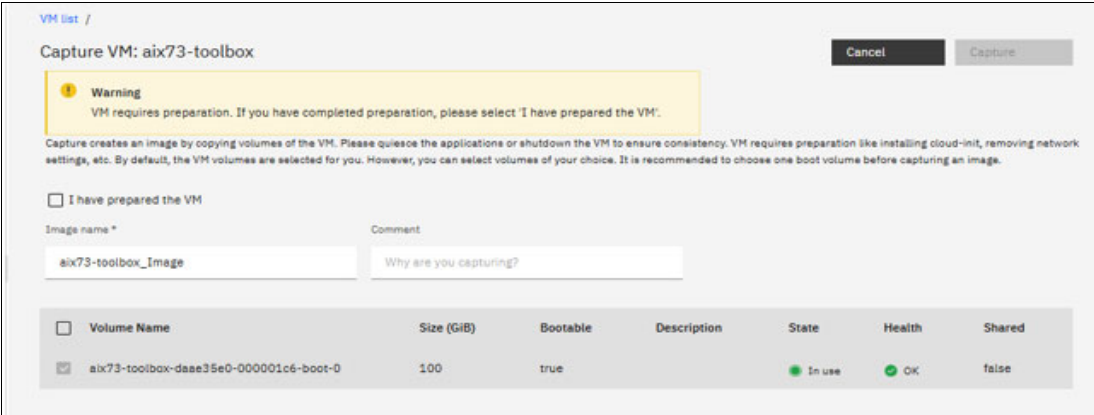 VM list /
Capture VM: aix73-toolbox
Cancel
Capture
Warning
VM requires preparation. If you have completed preparation, please select 'I have prepared the VM'.
Capture creates an image by copying volumes of the VM. Please quiesce the applications or shutdown the VM to ensure consistency. VM requires preparation like installing cloud-init, removing network
settings, etc. By default, the VM volumes are selected for you. However, you can select volumes of your choice. It is recommended to choose one boot volume before capturing an image.
I have prepared the VM
Image name * Comment
aix73-toolbox_Image Why are you capturing?
Volume Name Size (GiB) Bootable Description State Health Shared
aix73-toolbox-daae35e0-000001c6-boot-0 100 true In use OK false